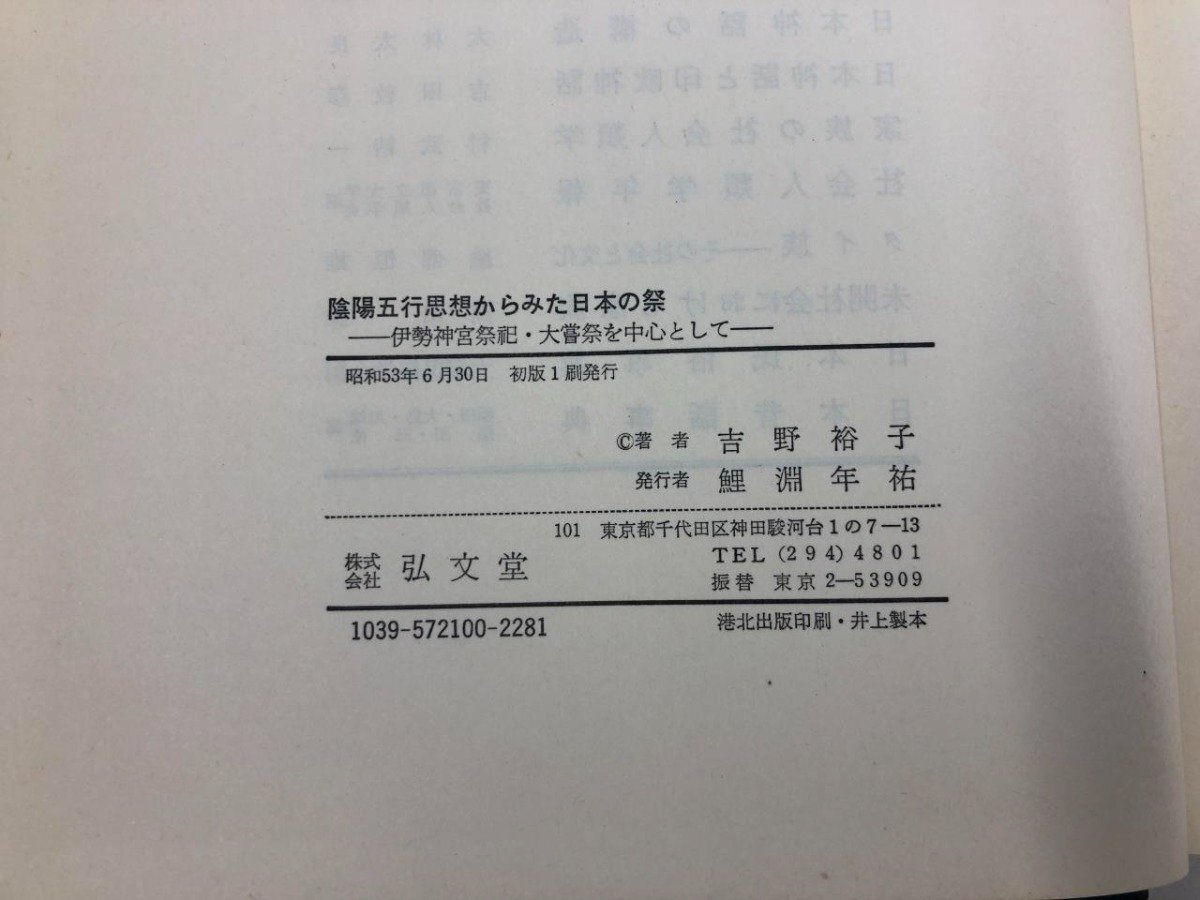 陰陽五行思想からみた日本の祭
――伊勢神宮祭祀・大嘗祭を中心として――
昭和53年6月30日 初版1刷発行
©著者 吉野裕子
発行者 鯉淵年祐
101 東京都千代田区神田駿河台1の7―13
株式会社 弘文堂
TEL (294) 4801
振替 東京2―53909
1039-572100-2281
港北出版印刷・井上製本